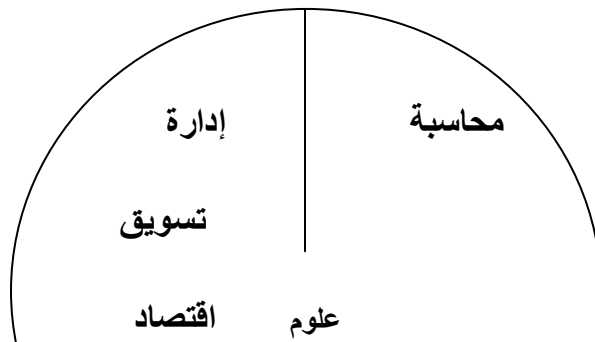 محاسبة
إدارة
تسويق
اقتصاد
علوم